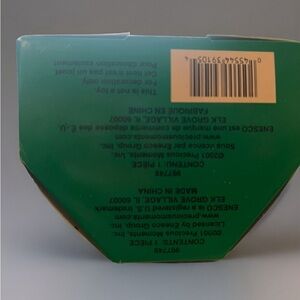 CONTENTS: 1 PIECE
©2001 Precious Moments, Inc.
Licensed by Enesco Group, Inc.
www.preciousmoments.com
ENESCO is a registered U.S. trademark
ELK GROVE VILLAGE, IL 60007
MADE IN CHINA
CONTENU: 1 PIÈCE
©2001 Precious Moments, Inc.
Sous licence par Enesco Group, Inc.
www.preciousmoments.com
ENESCO est une marque de commerce déposée des É.-U.
ELK GROVE VILLAGE, IL 60007
FABRIQUÉ EN CHINE
This is not toy.
For decoration only
Cet item n'est pas un jouet
Pour décoration seulement